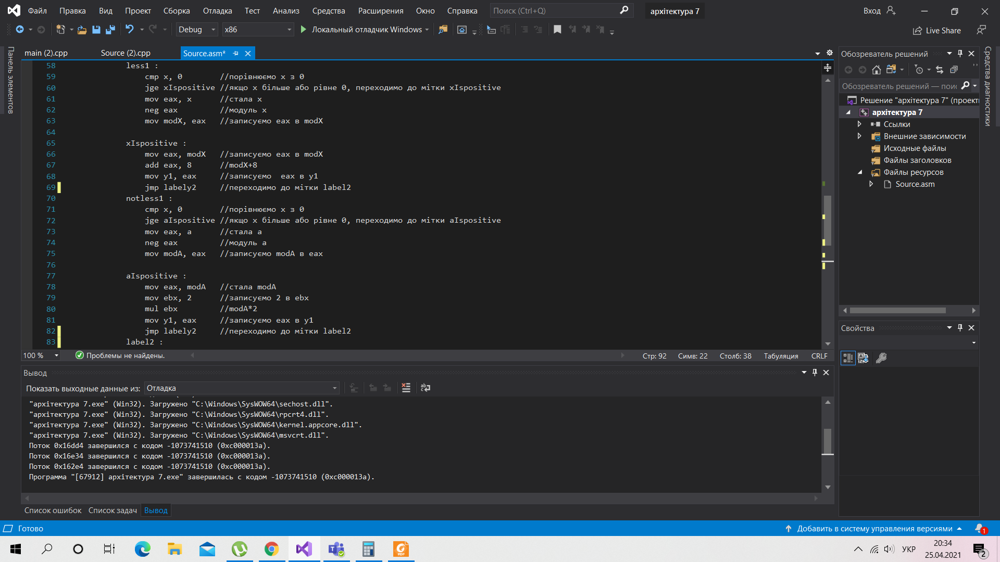 Файл Правка Вид Проект Сборка Отладка Тест Анализ Средства Расширения Окно Справка Поиск (Ctrl+Q) архітектура 7 Вход
Debug x86 Локальный отладчик Windows Live Share
Панель элементов
main (2).cpp Source (2).cpp Source.asm*
58 less1 :
59 cmp x, 0 //порівнюємо x з 0
60 jge xIspositive //якщо x більше або рівне 0, переходимо до мітки xIspositive
61 mov eax, x //стала x
62 neg eax //модуль x
63 mov modX, eax //записуємо eax в modX
64
65 xIspositive :
66 mov eax, modX //записуємо eax в modX
67 add eax, 8 //modX+8
68 mov y1, eax //записуємо  eax в y1
69 jmp labely2 //переходимо до мітки label2
70 notless1 :
71 cmp x, 0 //порівнюємо x з 0
72 jge aIspositive //якщо x більше або рівне 0, переходимо до мітки aIspositive
73 mov eax, a //стала a
74 neg eax //модуль a
75 mov modA, eax //записуємо modA в eax
76
77 aIspositive :
78 mov eax, modA //стала modA
79 mov ebx, 2 //записуємо 2 в ebx
80 mul ebx //modA*2
81 mov y1, eax //записуємо eax в y1
82 jmp labely2 //переходимо до мітки label2
83 label2 :
100 % Проблемы не найдены. Стр: 92 Симв: 22 Столб: 38 Табуляция CRLF
Вывод
Показать выходные данные из: Отладка
"архітектура 7.exe" (Win32). Загружено "C:\Windows\SysWOW64\sechost.dll".
"архітектура 7.exe" (Win32). Загружено "C:\Windows\SysWOW64\rpcrt4.dll".
"архітектура 7.exe" (Win32). Загружено "C:\Windows\SysWOW64\kernel.appcore.dll".
"архітектура 7.exe" (Win32). Загружено "C:\Windows\SysWOW64\msvcrt.dll".
Поток 0x16dd4 завершился с кодом -1073741510 (0xc000013a).
Поток 0x16e34 завершился с кодом -1073741510 (0xc000013a).
Поток 0x162e4 завершился с кодом -1073741510 (0xc000013a).
Программа "[67912] архітектура 7.exe" завершилась с кодом -1073741510 (0xc000013a).
Список ошибок Список задач Вывод
Обозреватель решений
Обозреватель решений — поис
Решение "архітектура 7" (проект
архітектура 7
Ссылки
Внешние зависимости
Исходные файлы
Файлы заголовков
Файлы ресурсов
Source.asm
Свойства
Средства диагностики
Готово Добавить в систему управления версиями 1
PDF
УКР 20:34
25.04.2021
2